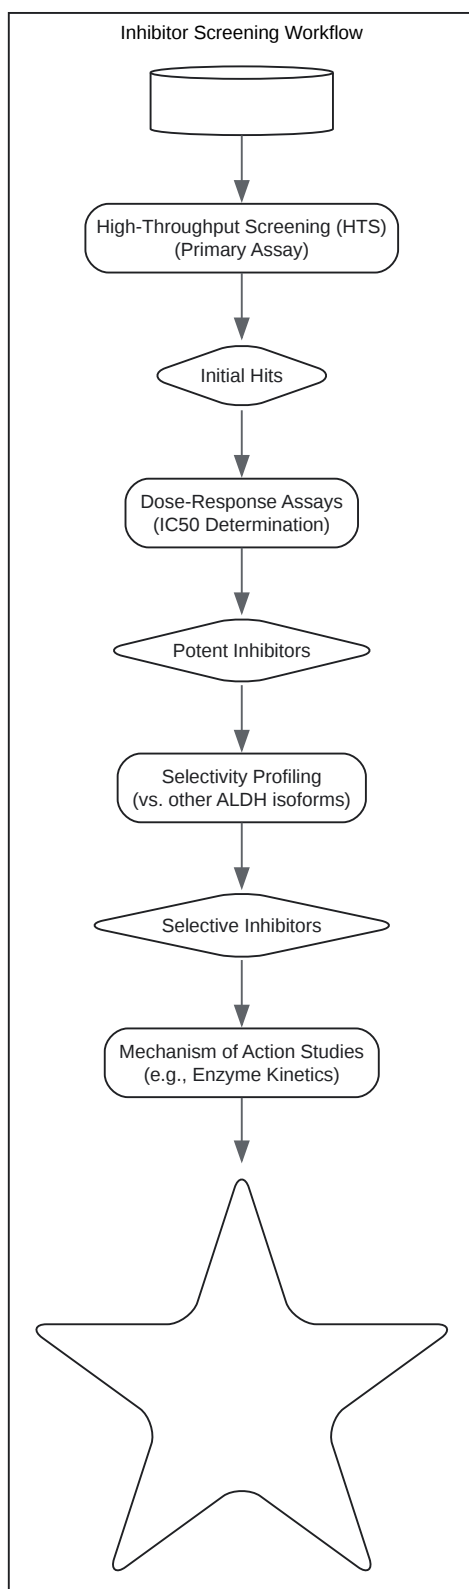 Inhibitor Screening Workflow
High-Throughput Screening (HTS)
(Primary Assay)
Initial Hits
Dose-Response Assays
(IC50 Determination)
Potent Inhibitors
Selectivity Profiling
(vs. other ALDH isoforms)
Selective Inhibitors
Mechanism of Action Studies
(e.g., Enzyme Kinetics)